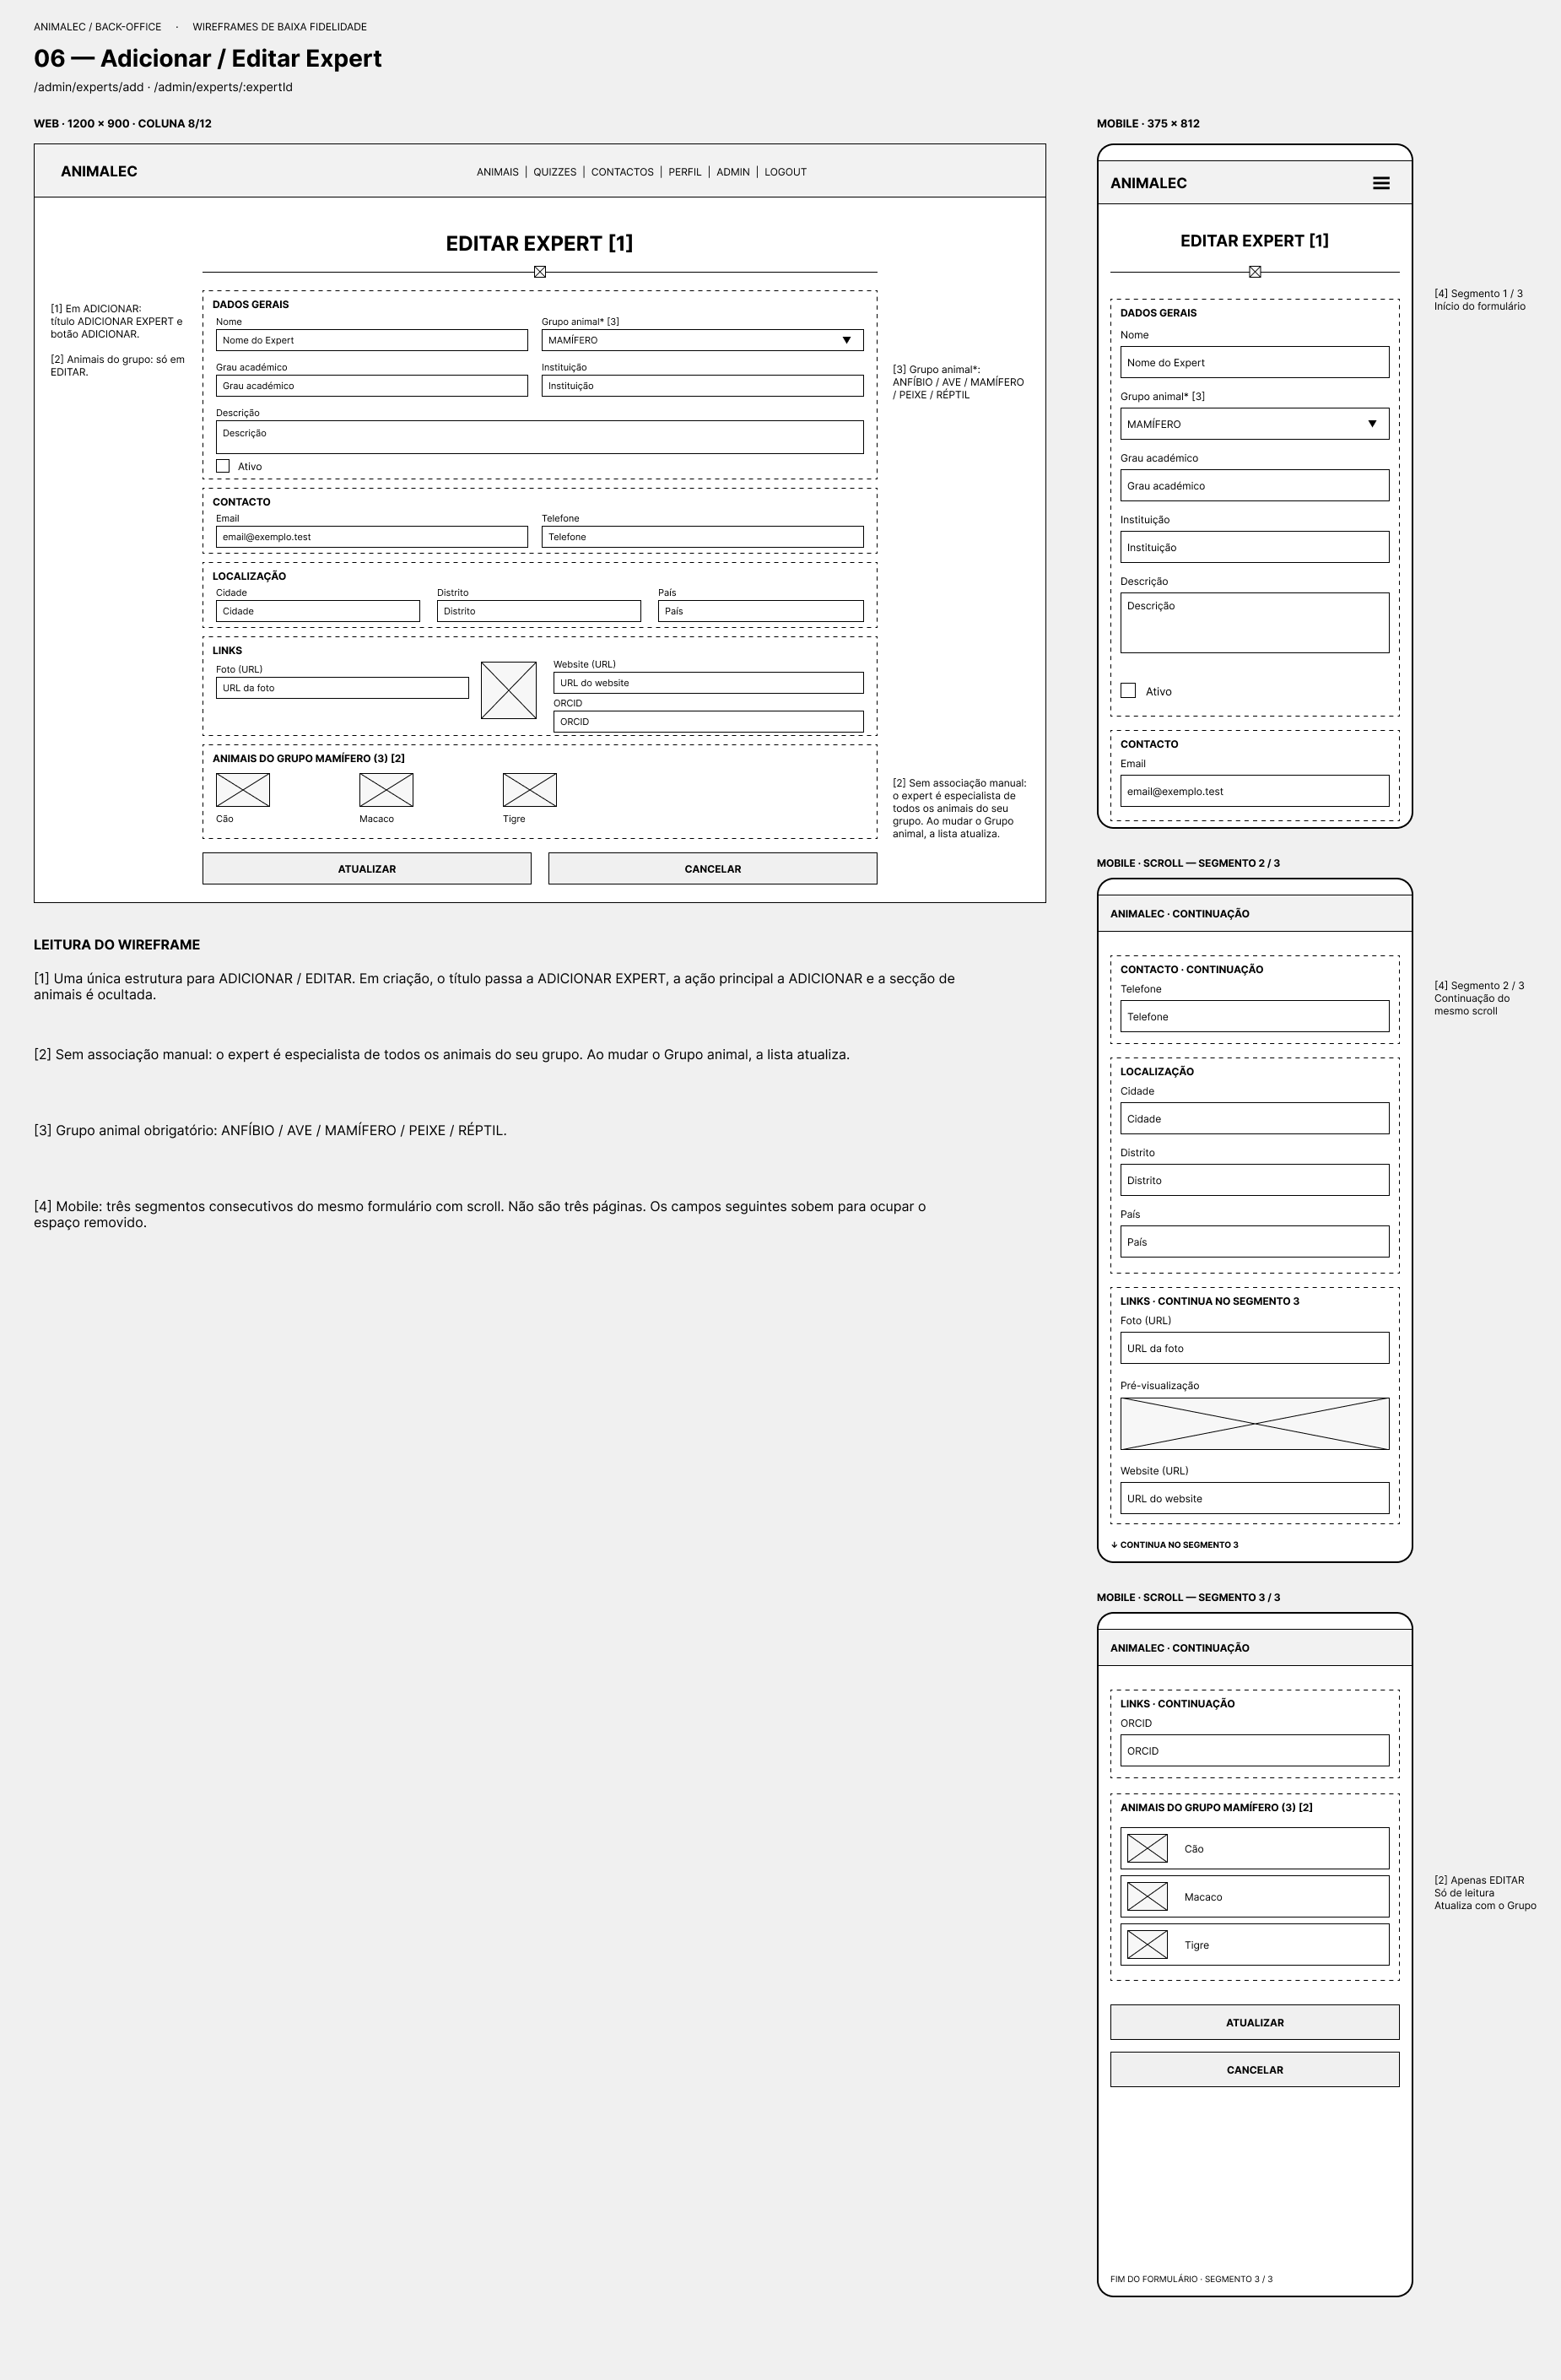 ANIMALEC / BACK-OFFICE · WIREFRAMES DE BAIXA FIDELIDADE
06 — Adicionar / Editar Expert
/admin/experts/add · /admin/experts/:expertId
WEB · 1200 × 900 · COLUNA 8/12
ANIMALEC
ANIMAIS | QUIZZES | CONTACTOS | PERFIL | ADMIN | LOGOUT
EDITAR EXPERT [1]
[1] Em ADICIONAR:
título ADICIONAR EXPERT e
botão ADICIONAR.
[2] Animais do grupo: só em
EDITAR.
DADOS GERAIS
Nome
Nome do Expert
Grupo animal* [3]
MAMÍFERO
Grau académico
Grau académico
Instituição
Instituição
Descrição
Descrição
Ativo
[3] Grupo animal*:
ANFÍBIO / AVE / MAMÍFERO
/ PEIXE / RÉPTIL
CONTACTO
Email
email@exemplo.test
Telefone
Telefone
LOCALIZAÇÃO
Cidade
Cidade
Distrito
Distrito
País
País
LINKS
Foto (URL)
URL da foto
Website (URL)
URL do website
ORCID
ORCID
ANIMAIS DO GRUPO MAMÍFERO (3) [2]
Cão
Macaco
Tigre
[2] Sem associação manual:
o expert é especialista de
todos os animais do seu
grupo. Ao mudar o Grupo
animal, a lista atualiza.
ATUALIZAR
CANCELAR
LEITURA DO WIREFRAME
[1] Uma única estrutura para ADICIONAR / EDITAR. Em criação, o título passa a ADICIONAR EXPERT, a ação principal a ADICIONAR e a secção de
animais é ocultada.
[2] Sem associação manual: o expert é especialista de todos os animais do seu grupo. Ao mudar o Grupo animal, a lista atualiza.
[3] Grupo animal obrigatório: ANFÍBIO / AVE / MAMÍFERO / PEIXE / RÉPTIL.
[4] Mobile: três segmentos consecutivos do mesmo formulário com scroll. Não são três páginas. Os campos seguintes sobem para ocupar o
espaço removido.
MOBILE · 375 × 812
ANIMALEC
EDITAR EXPERT [1]
[4] Segmento 1 / 3
Início do formulário
DADOS GERAIS
Nome
Nome do Expert
Grupo animal* [3]
MAMÍFERO
Grau académico
Grau académico
Instituição
Instituição
Descrição
Descrição
Ativo
CONTACTO
Email
email@exemplo.test
MOBILE · SCROLL — SEGMENTO 2 / 3
ANIMALEC · CONTINUAÇÃO
CONTACTO · CONTINUAÇÃO
Telefone
Telefone
[4] Segmento 2 / 3
Continuação do
mesmo scroll
LOCALIZAÇÃO
Cidade
Cidade
Distrito
Distrito
País
País
LINKS · CONTINUA NO SEGMENTO 3
Foto (URL)
URL da foto
Pré-visualização
Website (URL)
URL do website
↓ CONTINUA NO SEGMENTO 3
MOBILE · SCROLL — SEGMENTO 3 / 3
ANIMALEC · CONTINUAÇÃO
LINKS · CONTINUAÇÃO
ORCID
ORCID
ANIMAIS DO GRUPO MAMÍFERO (3) [2]
Cão
Macaco
Tigre
[2] Apenas EDITAR
Só de leitura
Atualiza com o Grupo
ATUALIZAR
CANCELAR
FIM DO FORMULÁRIO · SEGMENTO 3 / 3